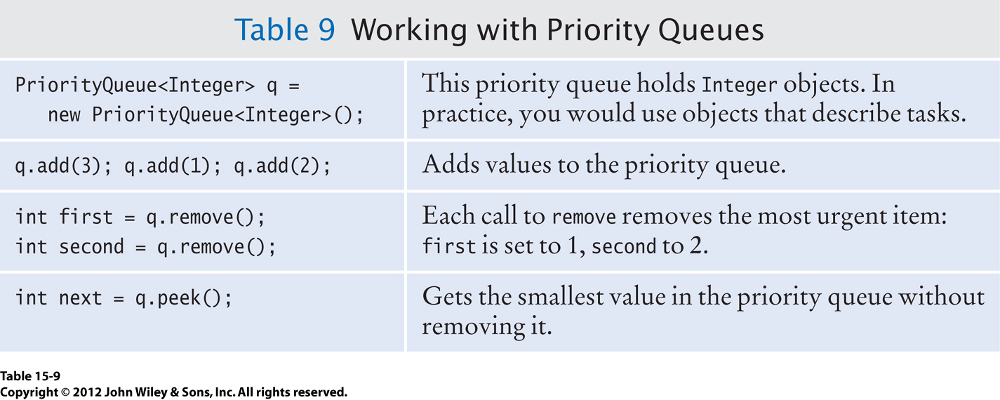 Table 9 Working with Priority Queues
PriorityQueue<Integer> q =
new PriorityQueue<Integer>();
This priority queue holds Integer objects. In
practice, you would use objects that describe tasks.
q.add(3); q.add(1); q.add(2);
Adds values to the priority queue.
int first = q.remove();
int second = q.remove();
Each call to remove removes the most urgent item:
first is set to 1, second to 2.
int next = q.peek();
Gets the smallest value in the priority queue without
removing it.
Table 15-9
Copyright © 2012 John Wiley & Sons, Inc. All rights reserved.